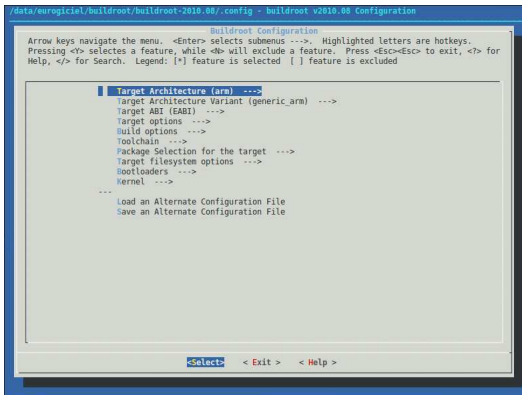 /data/eurogiciel/buildroot/buildroot-2010.08/.config - buildroot v2010.08 Configuration
Buildroot Configuration
Arrow keys navigate the menu. <Enter> selects submenus --->. Highlighted letters are hotkeys.
Pressing <Y> selectes a feature, while <N> will exclude a feature. Press <Esc><Esc> to exit, <?> for
Help, </> for Search. Legend: [*] feature is selected [ ] feature is excluded
Target Architecture (arm) --->
Target Architecture Variant (generic_arm) --->
Target ABI (EABI) --->
Target options --->
Build options --->
Toolchain --->
Package Selection for the target --->
Target filesystem options --->
Bootloaders --->
Kernel --->
---
Load an Alternate Configuration File
Save an Alternate Configuration File
<Select> < Exit > < Help >